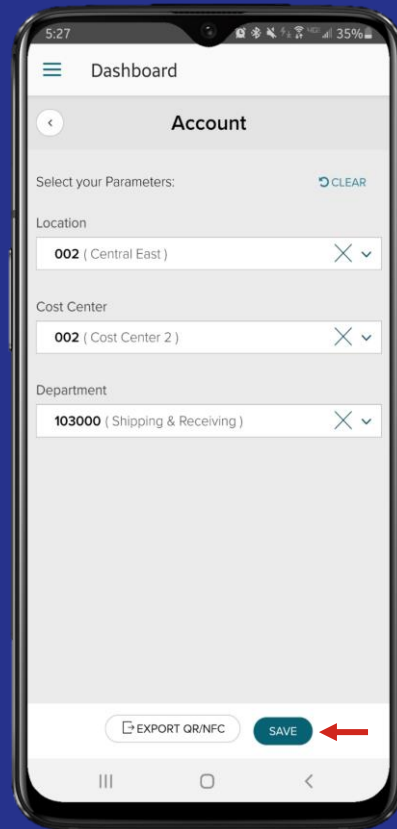 5:27 35%
Dashboard
Account
Select your Parameters: CLEAR
Location
002 ( Central East )
Cost Center
002 ( Cost Center 2 )
Department
103000 ( Shipping & Receiving )
EXPORT QR/NFC SAVE